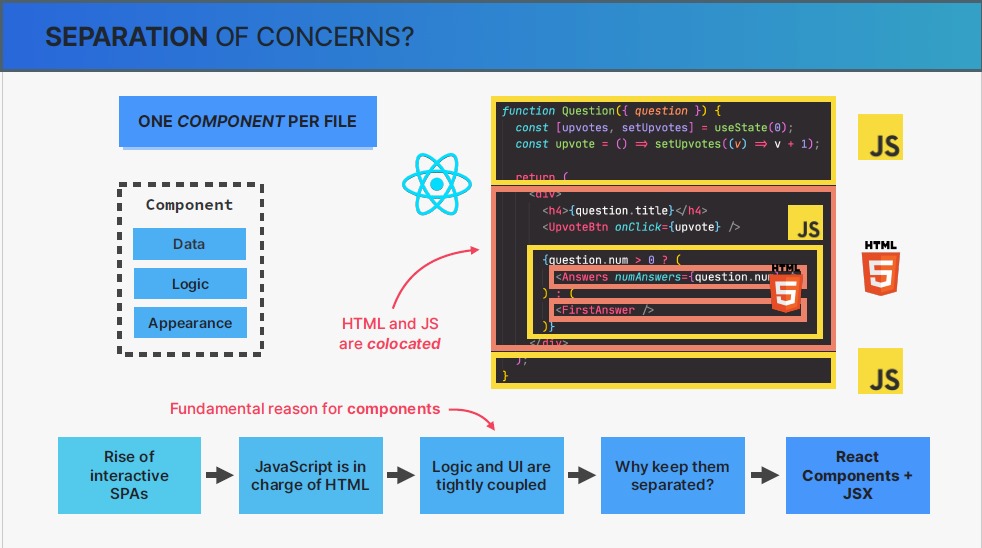 SEPARATION OF CONCERNS?
ONE COMPONENT PER FILE
Component
Data
Logic
Appearance
HTML and JS
are colocated
function Question({ question }) {
const [upvotes, setUpvotes] = useState(0);
const upvote = () => setUpvotes((v) => v + 1);
return (
<div>
<h4>{question.title}</h4>
<UpvoteBtn onClick={upvote} />
{question.num > 0 ? (
<Answers numAnswers={question.num
) : (
<FirstAnswer />
)}
</div>
);
}
JS
JS
HTML
5
HTML
5
JS
Fundamental reason for components
Rise of
interactive
SPAs
JavaScript is in
charge of HTML
Logic and UI are
tightly coupled
Why keep them
separated?
React
Components +
JSX